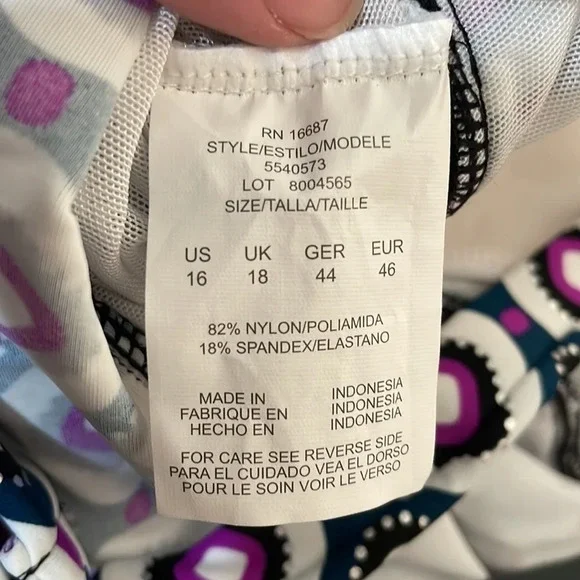 RN 16687
STYLE/ESTILO/MODELE
5540573
LOT 8004565
SIZE/TALLA/TAILLE
US UK GER EUR
16 18 44 46
82% NYLON/POLIAMIDA
18% SPANDEX/ELASTANO
MADE IN INDONESIA
FABRIQUE EN INDONESIA
HECHO EN INDONESIA
FOR CARE SEE REVERSE SIDE
PARA EL CUIDADO VEA EL DORSO
POUR LE SOIN VOIR LE VERSO